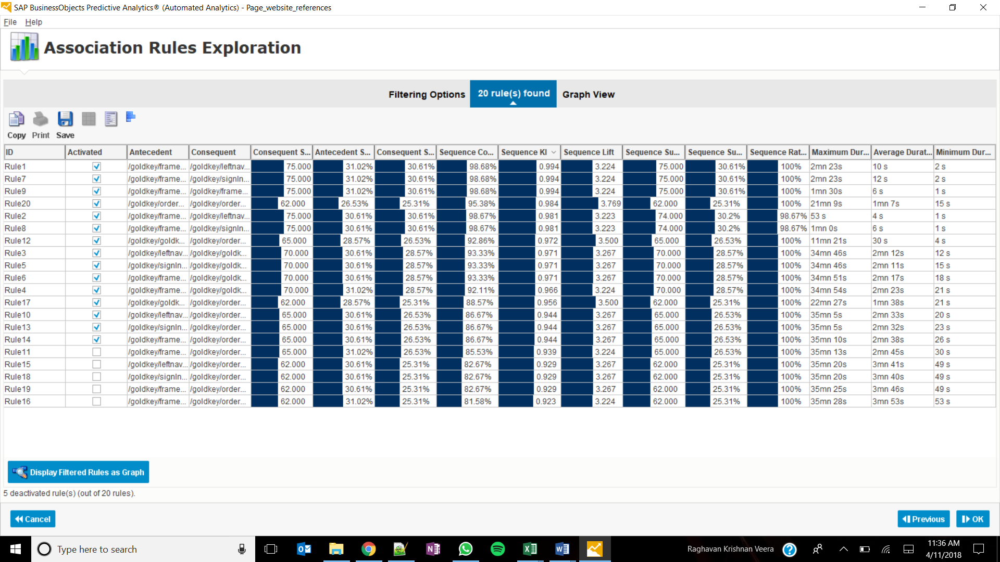 SAP BusinessObjects Predictive Analytics® (Automated Analytics) - Page_website_references
File Help
Association Rules Exploration
Filtering Options 20 rule(s) found Graph View
Copy Print Save
ID Activated Antecedent Consequent Consequent S... Antecedent S... Consequent S... Sequence Co... Sequence KI Sequence Lift Sequence Su... Sequence Su... Sequence Rat... Maximum Dur... Average Durat... Minimum Dur...
Rule1 /goldkey/frame... /goldkey/leftnav... 75.000 31.02% 30.61% 98.68% 0.994 3.224 75.000 30.61% 100% 2mn 23s 10 s 2 s
Rule7 /goldkey/frame... /goldkey/signIn... 75.000 31.02% 30.61% 98.68% 0.994 3.224 75.000 30.61% 100% 2mn 23s 12 s 2 s
Rule9 /goldkey/frame... /goldkey/frame... 75.000 31.02% 30.61% 98.68% 0.994 3.224 75.000 30.61% 100% 1mn 30s 6 s 1 s
Rule20 /goldkey/order... /goldkey/order... 62.000 26.53% 25.31% 95.38% 0.984 3.769 62.000 25.31% 100% 21mn 9s 1mn 7s 15 s
Rule2 /goldkey/frame... /goldkey/leftnav... 75.000 30.61% 30.61% 98.67% 0.981 3.223 74.000 30.2% 98.67% 53 s 4 s 1 s
Rule8 /goldkey/frame... /goldkey/signIn... 75.000 30.61% 30.61% 98.67% 0.981 3.223 74.000 30.2% 98.67% 1mn 0s 6 s 1 s
Rule12 /goldkey/goldk... /goldkey/order... 65.000 28.57% 26.53% 92.86% 0.972 3.500 65.000 26.53% 100% 11mn 21s 30 s 4 s
Rule3 /goldkey/leftnav... /goldkey/goldk... 70.000 30.61% 28.57% 93.33% 0.971 3.267 70.000 28.57% 100% 34mn 46s 2mn 12s 12 s
Rule5 /goldkey/signIn... /goldkey/goldk... 70.000 30.61% 28.57% 93.33% 0.971 3.267 70.000 28.57% 100% 34mn 46s 2mn 11s 15 s
Rule6 /goldkey/frame... /goldkey/goldk... 70.000 30.61% 28.57% 93.33% 0.971 3.267 70.000 28.57% 100% 34mn 51s 2mn 17s 18 s
Rule4 /goldkey/frame... /goldkey/goldk... 70.000 31.02% 28.57% 92.11% 0.966 3.224 70.000 28.57% 100% 34mn 54s 2mn 23s 21 s
Rule17 /goldkey/goldk... /goldkey/order... 62.000 28.57% 25.31% 88.57% 0.956 3.500 62.000 25.31% 100% 22mn 27s 1mn 38s 21 s
Rule10 /goldkey/leftnav... /goldkey/order... 65.000 30.61% 26.53% 86.67% 0.944 3.267 65.000 26.53% 100% 35mn 5s 2mn 33s 20 s
Rule13 /goldkey/signIn... /goldkey/order... 65.000 30.61% 26.53% 86.67% 0.944 3.267 65.000 26.53% 100% 35mn 5s 2mn 32s 23 s
Rule14 /goldkey/frame... /goldkey/order... 65.000 30.61% 26.53% 86.67% 0.944 3.267 65.000 26.53% 100% 35mn 10s 2mn 38s 26 s
Rule11 /goldkey/frame... /goldkey/order... 65.000 31.02% 26.53% 85.53% 0.939 3.224 65.000 26.53% 100% 35mn 13s 2mn 45s 30 s
Rule15 /goldkey/leftnav... /goldkey/order... 62.000 30.61% 25.31% 82.67% 0.929 3.267 62.000 25.31% 100% 35mn 20s 3mn 41s 49 s
Rule18 /goldkey/signIn... /goldkey/order... 62.000 30.61% 25.31% 82.67% 0.929 3.267 62.000 25.31% 100% 35mn 20s 3mn 40s 49 s
Rule19 /goldkey/frame... /goldkey/order... 62.000 30.61% 25.31% 82.67% 0.929 3.267 62.000 25.31% 100% 35mn 25s 3mn 46s 49 s
Rule16 /goldkey/frame... /goldkey/order... 62.000 31.02% 25.31% 81.58% 0.923 3.224 62.000 25.31% 100% 35mn 28s 3mn 53s 53 s
Display Filtered Rules as Graph
5 deactivated rule(s) (out of 20 rules).
Cancel Previous OK
Type here to search Raghavan Krishnan Veera 11:36 AM
4/11/2018